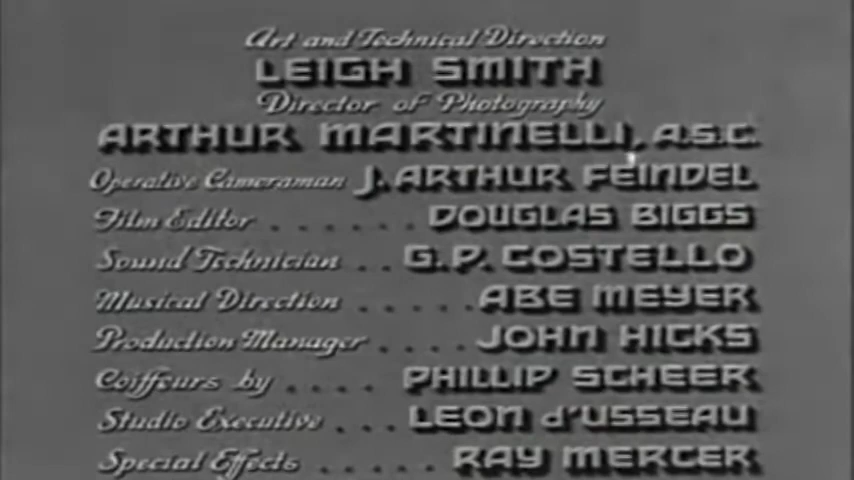 Art and Technical Direction
LEIGH SMITH
Director of Photography
ARTHUR MARTINELLI, A.S.C.
Operative Cameraman J. ARTHUR FEINDEL
Film Editor . . . . . . DOUGLAS BIGGS
Sound Technician . . G. P. COSTELLO
Musical Direction . . . . . ABE MEYER
Production Manager . . . . JOHN HICKS
Coiffeurs by . . . . PHILLIP SCHEER
Studio Executive . . . LEON d'USSEAU
Special Effects . . . . . RAY MERCER